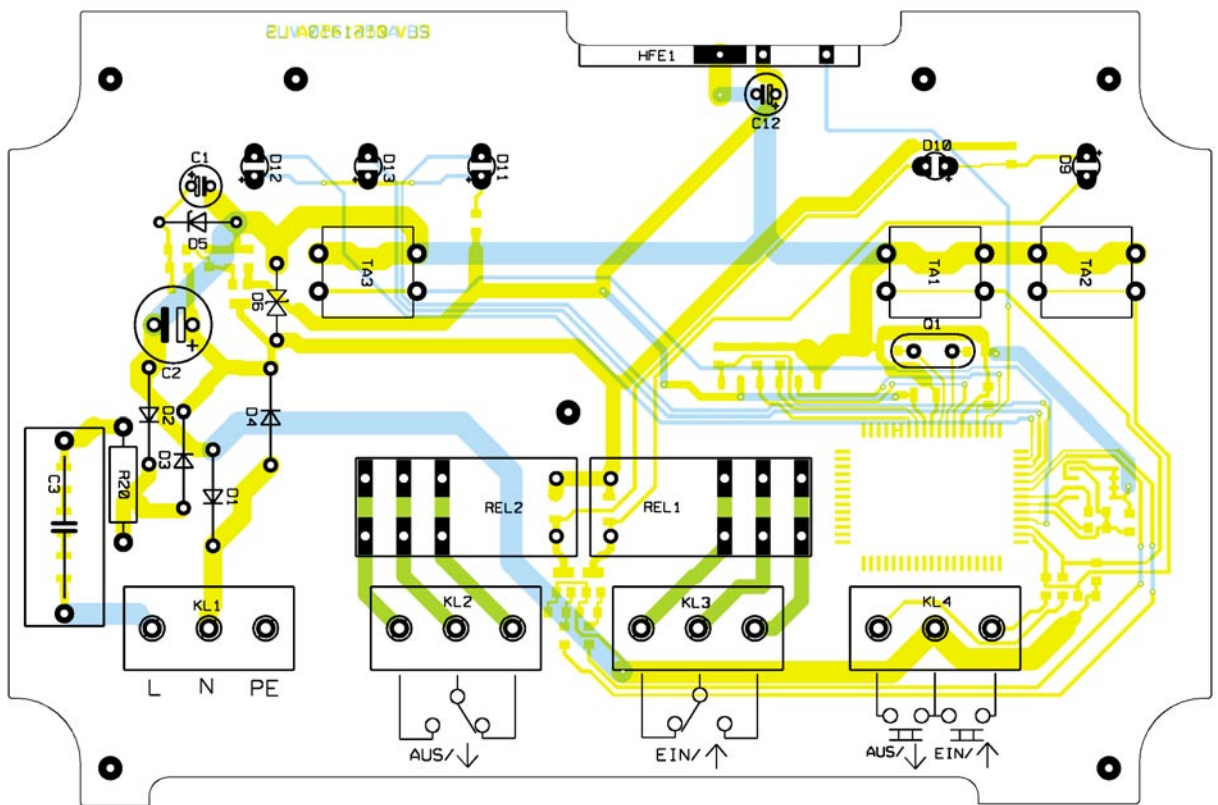 HFE1
C12
C1
D12
D13
D11
D10
D9
D5
TA3
TA1
TA2
D6
Q1
C2
D2
D4
D3
D1
C3
R20
REL2
REL1
KL1
KL2
KL3
KL4
L N PE
AUS/↓
EIN/↑
AUS/↓ EIN/↑